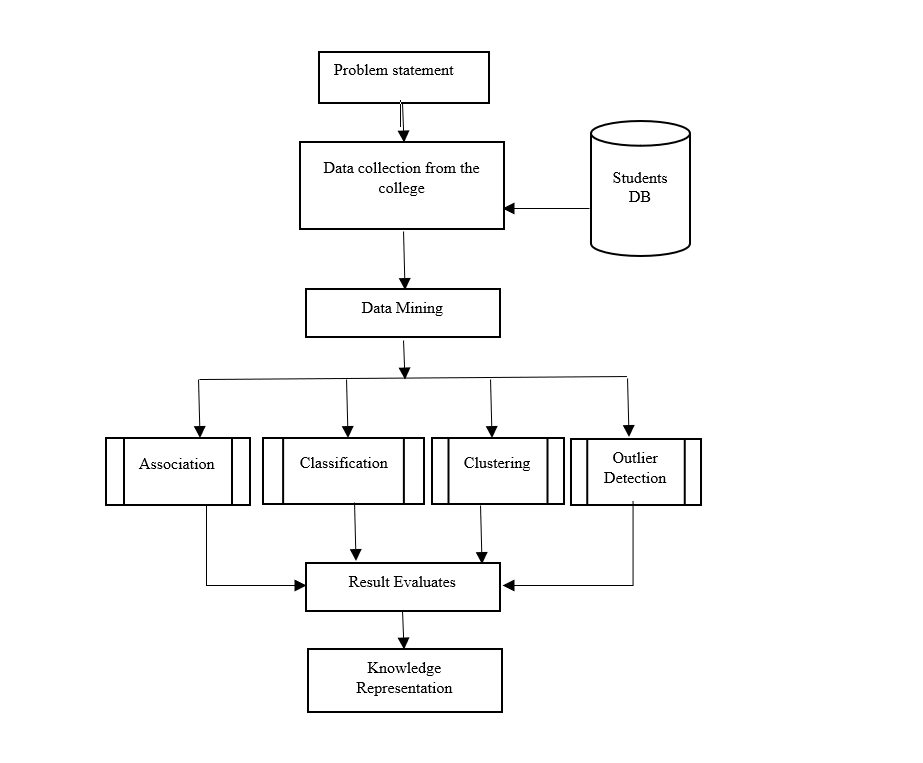 Problem statement
Data collection from the
college
Students
DB
Data Mining
Association
Classification
Clustering
Outlier
Detection
Result Evaluates
Knowledge
Representation